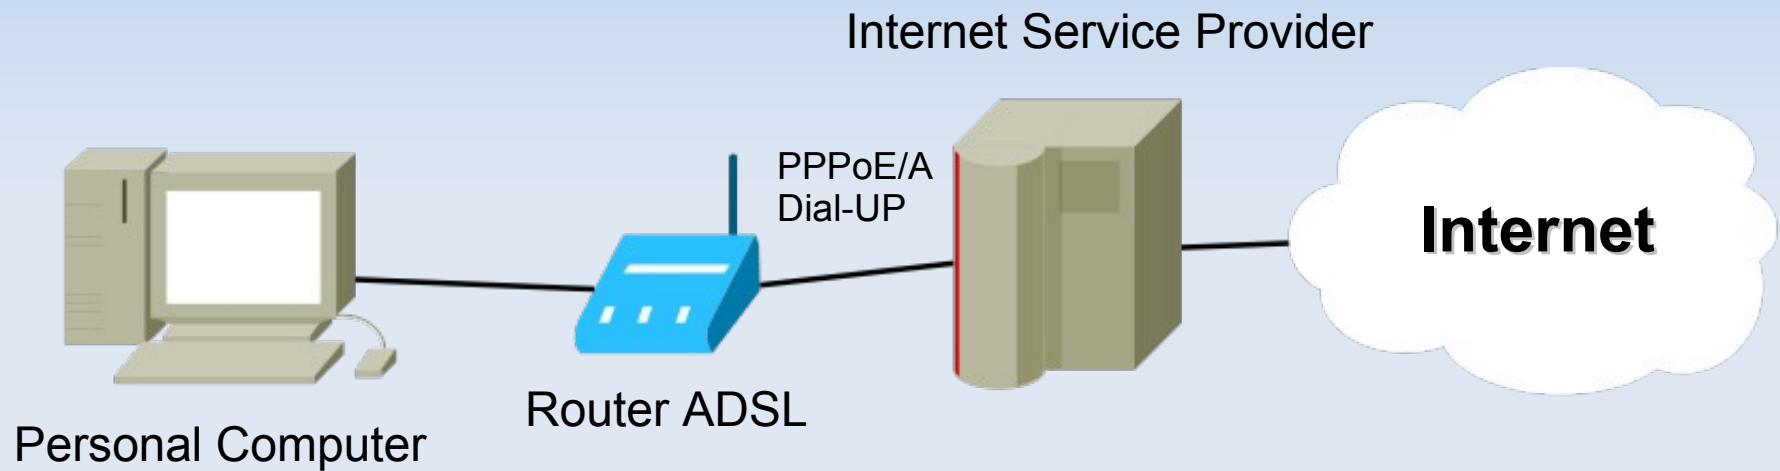 Internet Service Provider
PPPoE/A
Dial-UP
Internet
Router ADSL
Personal Computer